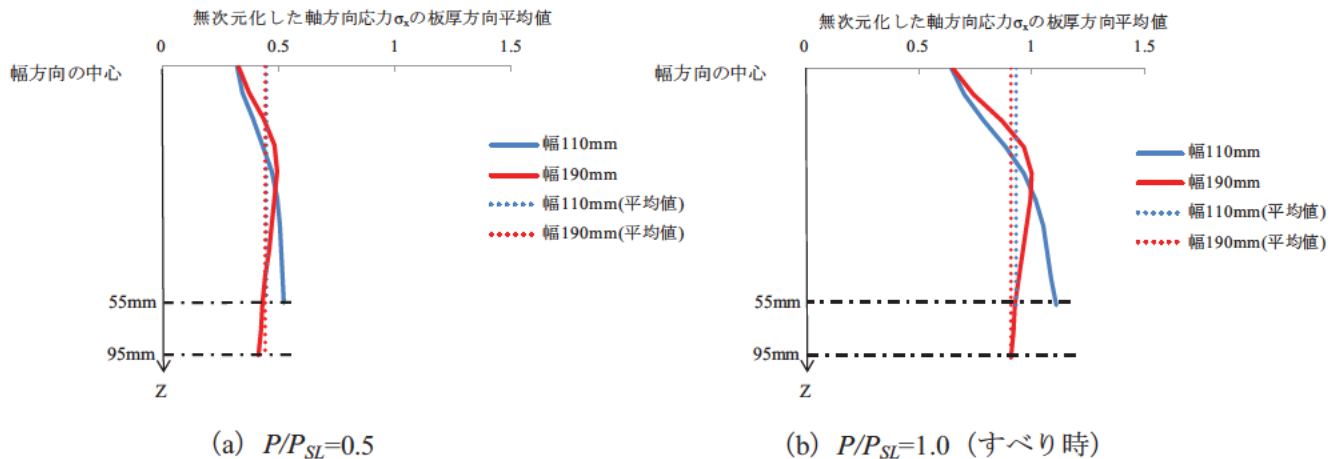 無次元化した軸方向応力σxの板厚方向平均値
0 0.5 1 1.5
幅方向の中心
幅110mm
幅190mm
幅110mm(平均値)
幅190mm(平均値)
55mm
95mm
Z
(a) P/PSL=0.5
無次元化した軸方向応力σxの板厚方向平均値
0 0.5 1 1.5
幅方向の中心
幅110mm
幅190mm
幅110mm(平均値)
幅190mm(平均値)
55mm
95mm
Z
(b) P/PSL=1.0（すべり時）